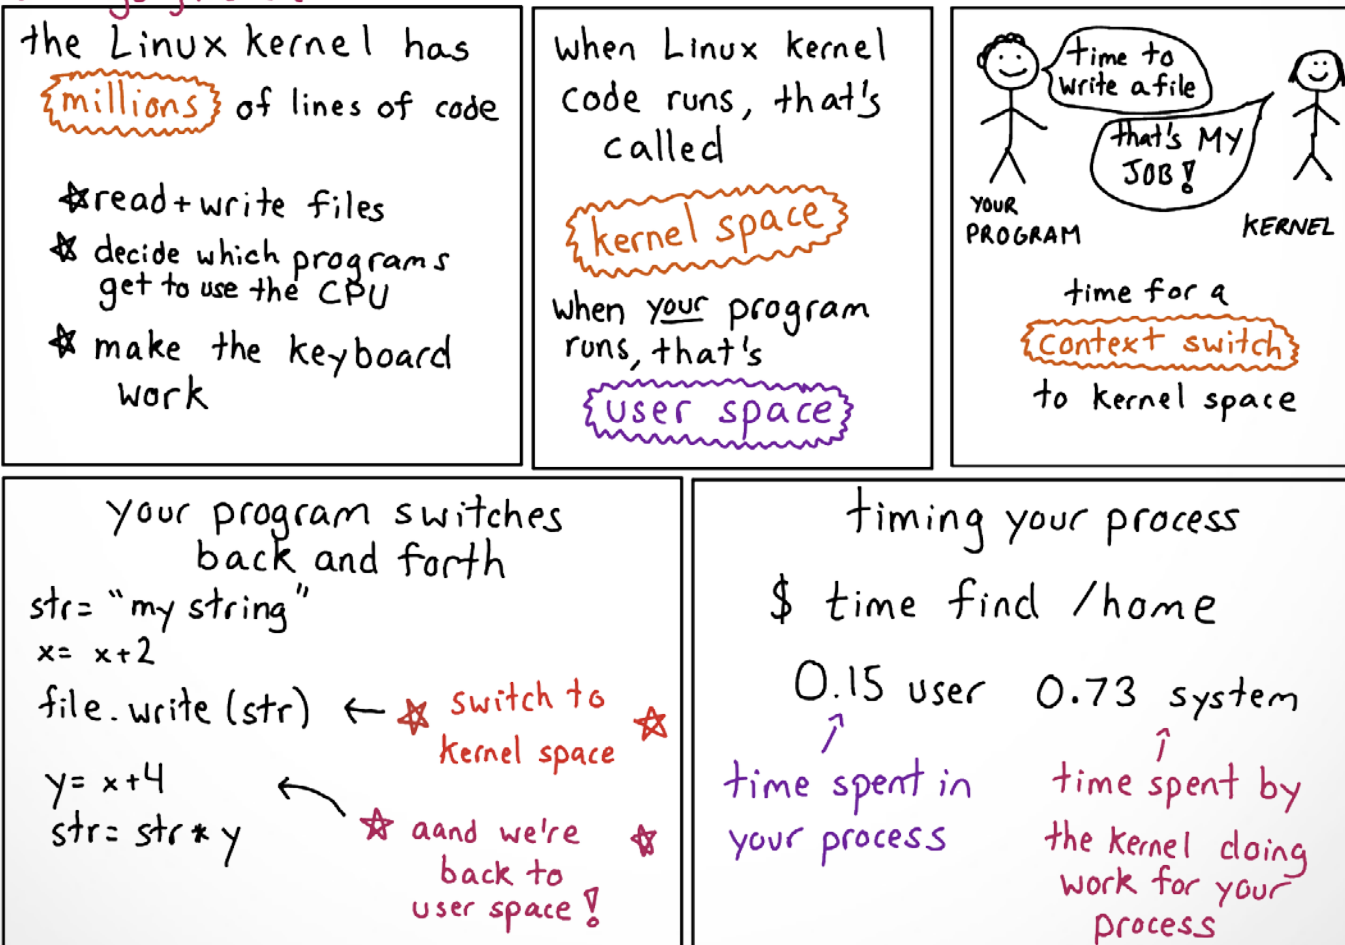 the Linux kernel has
millions of lines of code
read + write files
decide which programs
get to use the CPU
make the keyboard
work
when Linux kernel
code runs, that's
called
kernel space
when your program
runs, that's
user space
time to
write a file
that's MY
JOB!
YOUR
PROGRAM
KERNEL
time for a
context switch
to kernel space
your program switches
back and forth
str= "my string"
x= x+2
file.write (str)
switch to
kernel space
y= x+4
str= str * y
aand we're
back to
user space!
timing your process
$ time find /home
0.15 user 0.73 system
time spent in
your process
time spent by
the kernel doing
work for your
process